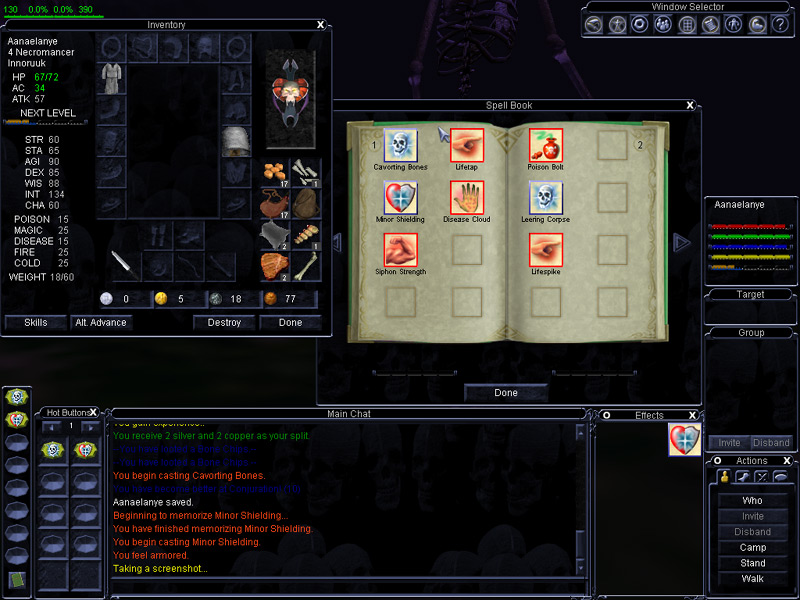 130 0.0% 0.0% 390
Window Selector
Inventory
X
Aanaelanye
4 Necromancer
Innoruuk
HP 67/72
AC 34
ATK 57
NEXT LEVEL
STR 60
STA 65
AGI 90
DEX 85
WIS 88
INT 134
CHA 60
POISON 15
MAGIC 25
DISEASE 15
FIRE 25
COLD 25
WEIGHT 18/60
17
1
17
2
1
2
0
5
18
77
Skills
Alt. Advance
Destroy
Done
Spell Book
X
1
2
Cavorting Bones
Lifetap
Poison Bolt
Minor Shielding
Disease Cloud
Leering Corpse
Siphon Strength
Lifespike
Done
Aanaelanye
Target
Group
Invite
Disband
Hot Buttons
X
1
Main Chat
You gain experience..
You receive 2 silver and 2 copper as your split.
You begin casting Cavorting Bones.
Aanaelanye saved.
Beginning to memorize Minor Shielding...
You have finished memorizing Minor Shielding.
You begin casting Minor Shielding.
You feel armored.
Taking a screenshot...
O Effects X
O Actions X
Who
Invite
Disband
Camp
Stand
Walk